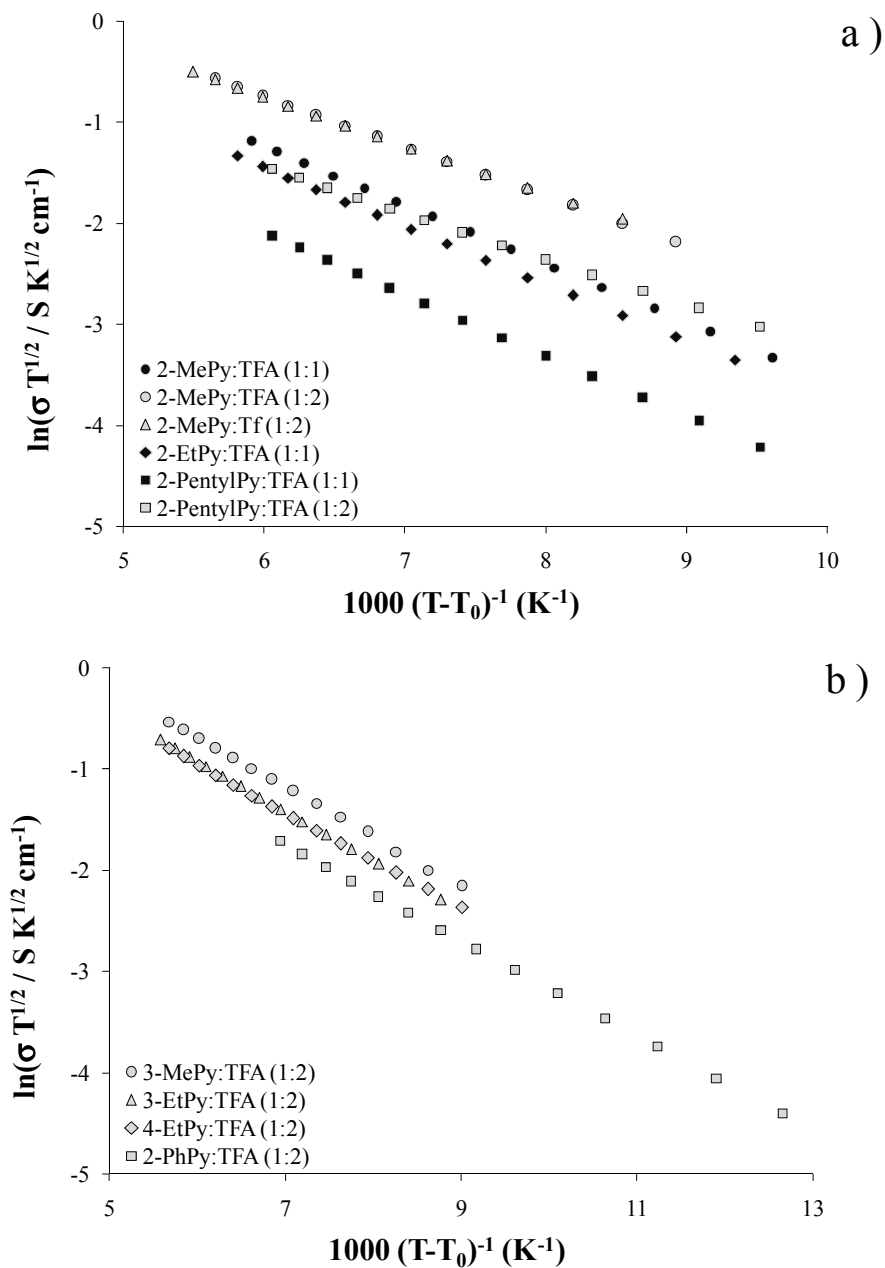 a )
0
-1
-2
-3
-4
-5
ln(σ T1/2 / S K1/2 cm-1)
2-MePy:TFA (1:1)
2-MePy:TFA (1:2)
2-MePy:Tf (1:2)
2-EtPy:TFA (1:1)
2-PentylPy:TFA (1:1)
2-PentylPy:TFA (1:2)
5 6 7 8 9 10
1000 (T-T0)-1 (K-1)
b )
0
-1
-2
-3
-4
-5
ln(σ T1/2 / S K1/2 cm-1)
3-MePy:TFA (1:2)
3-EtPy:TFA (1:2)
4-EtPy:TFA (1:2)
2-PhPy:TFA (1:2)
5 7 9 11 13
1000 (T-T0)-1 (K-1)